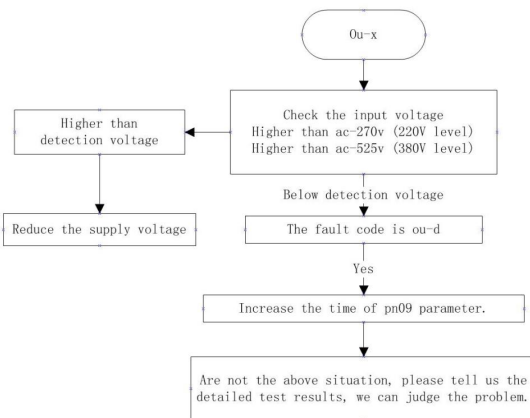 Ou-x
Check the input voltage
Higher than ac-270v (220V level)
Higher than ac-525v (380V level)
Higher than
detection voltage
Reduce the supply voltage
Below detection voltage
The fault code is ou-d
Yes
Increase the time of pn09 parameter.
Are not the above situation, please tell us the
detailed test results, we can judge the problem.